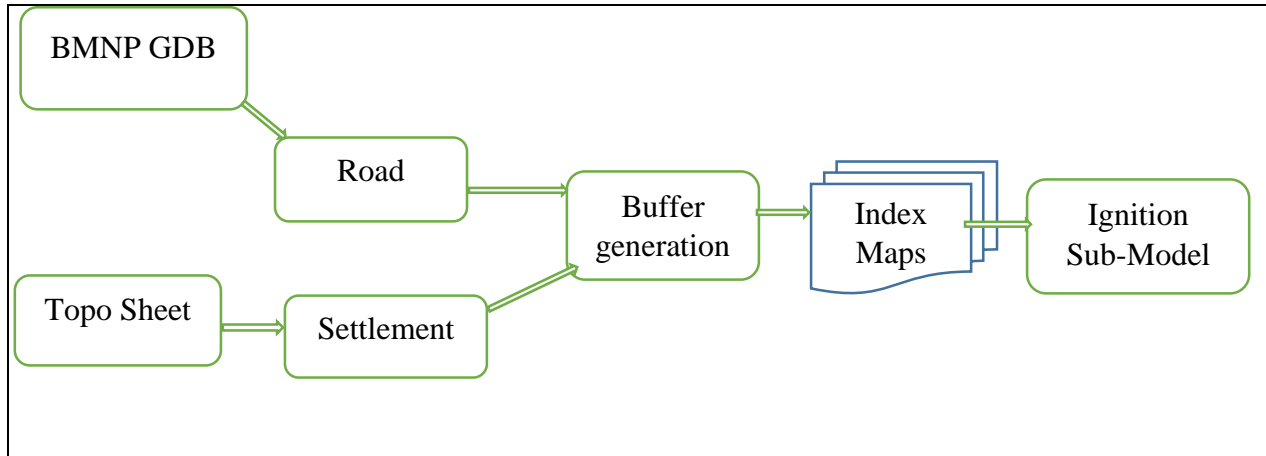 BMNP GDB
Road
Topo Sheet
Settlement
Buffer
generation
Index
Maps
Ignition
Sub-Model